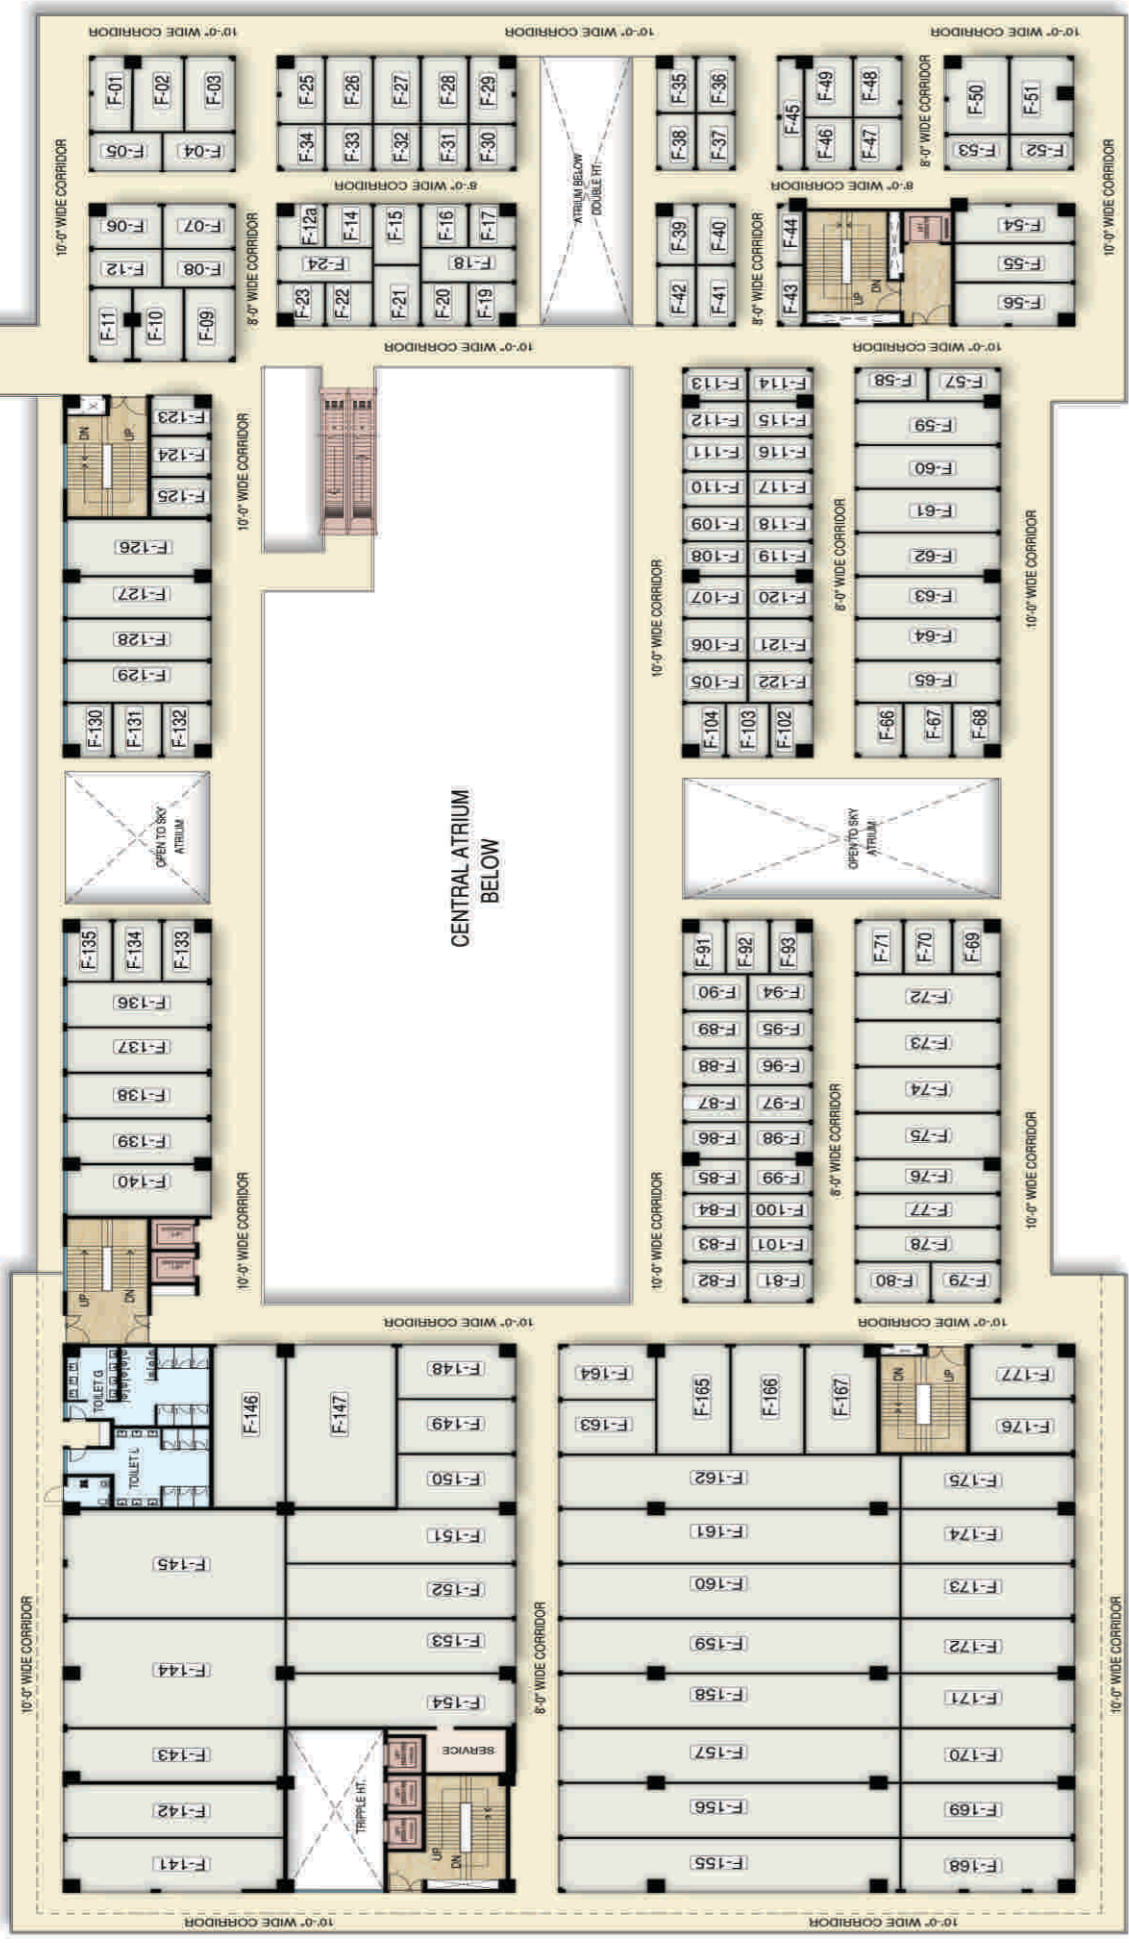 10'-0" WIDE CORRIDOR
10'-0" WIDE CORRIDOR
10'-0" WIDE CORRIDOR
F-01
F-02
F-03
F-05
F-04
F-25
F-26
F-27
F-28
F-29
F-34
F-33
F-32
F-31
F-30
ATRIUM BELOW
DOUBLE HT.
F-35
F-36
F-38
F-37
F-45
F-49
F-48
F-46
F-47
8'-0" WIDE CORRIDOR
F-50
F-51
F-53
F-52
10'-0" WIDE CORRIDOR
8'-0" WIDE CORRIDOR
8'-0" WIDE CORRIDOR
10'-0" WIDE CORRIDOR
F-06
F-07
F-12
F-08
F-11
F-10
F-09
8'-0" WIDE CORRIDOR
F-12a
F-14
F-15
F-16
F-17
F-24
F-18
F-23
F-22
F-21
F-20
F-19
F-39
F-40
F-42
F-41
8'-0" WIDE CORRIDOR
F-44
F-43
UP
DN
F-54
F-55
F-56
10'-0" WIDE CORRIDOR
10'-0" WIDE CORRIDOR
DN
UP
F-123
F-124
F-125
F-126
F-127
F-128
F-129
F-130
F-131
F-132
10'-0" WIDE CORRIDOR
F-113
F-114
F-112
F-115
F-111
F-116
F-110
F-117
F-109
F-118
F-108
F-119
F-107
F-120
F-106
F-121
F-105
F-122
F-104
F-103
F-102
10'-0" WIDE CORRIDOR
8'-0" WIDE CORRIDOR
F-58
F-57
F-59
F-60
F-61
F-62
F-63
F-64
F-65
F-66
F-67
F-68
10'-0" WIDE CORRIDOR
OPEN TO SKY
ATRIUM
CENTRAL ATRIUM
BELOW
OPEN TO SKY
ATRIUM
F-135
F-134
F-133
F-136
F-137
F-138
F-139
F-140
UP
DN
10'-0" WIDE CORRIDOR
F-91
F-92
F-93
F-90
F-94
F-89
F-95
F-88
F-96
F-87
F-97
F-86
F-98
F-85
F-99
F-84
F-100
F-83
F-101
F-82
F-81
10'-0" WIDE CORRIDOR
8'-0" WIDE CORRIDOR
F-71
F-70
F-69
F-72
F-73
F-74
F-75
F-76
F-77
F-78
F-80
F-79
10'-0" WIDE CORRIDOR
10'-0" WIDE CORRIDOR
10'-0" WIDE CORRIDOR
TOILET G
TOILET L
F-146
F-147
F-148
F-149
F-150
F-145
F-151
F-152
F-144
F-153
F-154
F-143
F-142
F-141
TRIPPLE HT.
SERVICE
UP
DN
10'-0" WIDE CORRIDOR
8'-0" WIDE CORRIDOR
F-164
F-163
F-165
F-166
F-167
DN
UP
F-177
F-176
F-162
F-175
F-161
F-174
F-160
F-173
F-159
F-172
F-158
F-171
F-157
F-170
F-156
F-169
F-155
F-168
10'-0" WIDE CORRIDOR
10'-0" WIDE CORRIDOR
10'-0" WIDE CORRIDOR